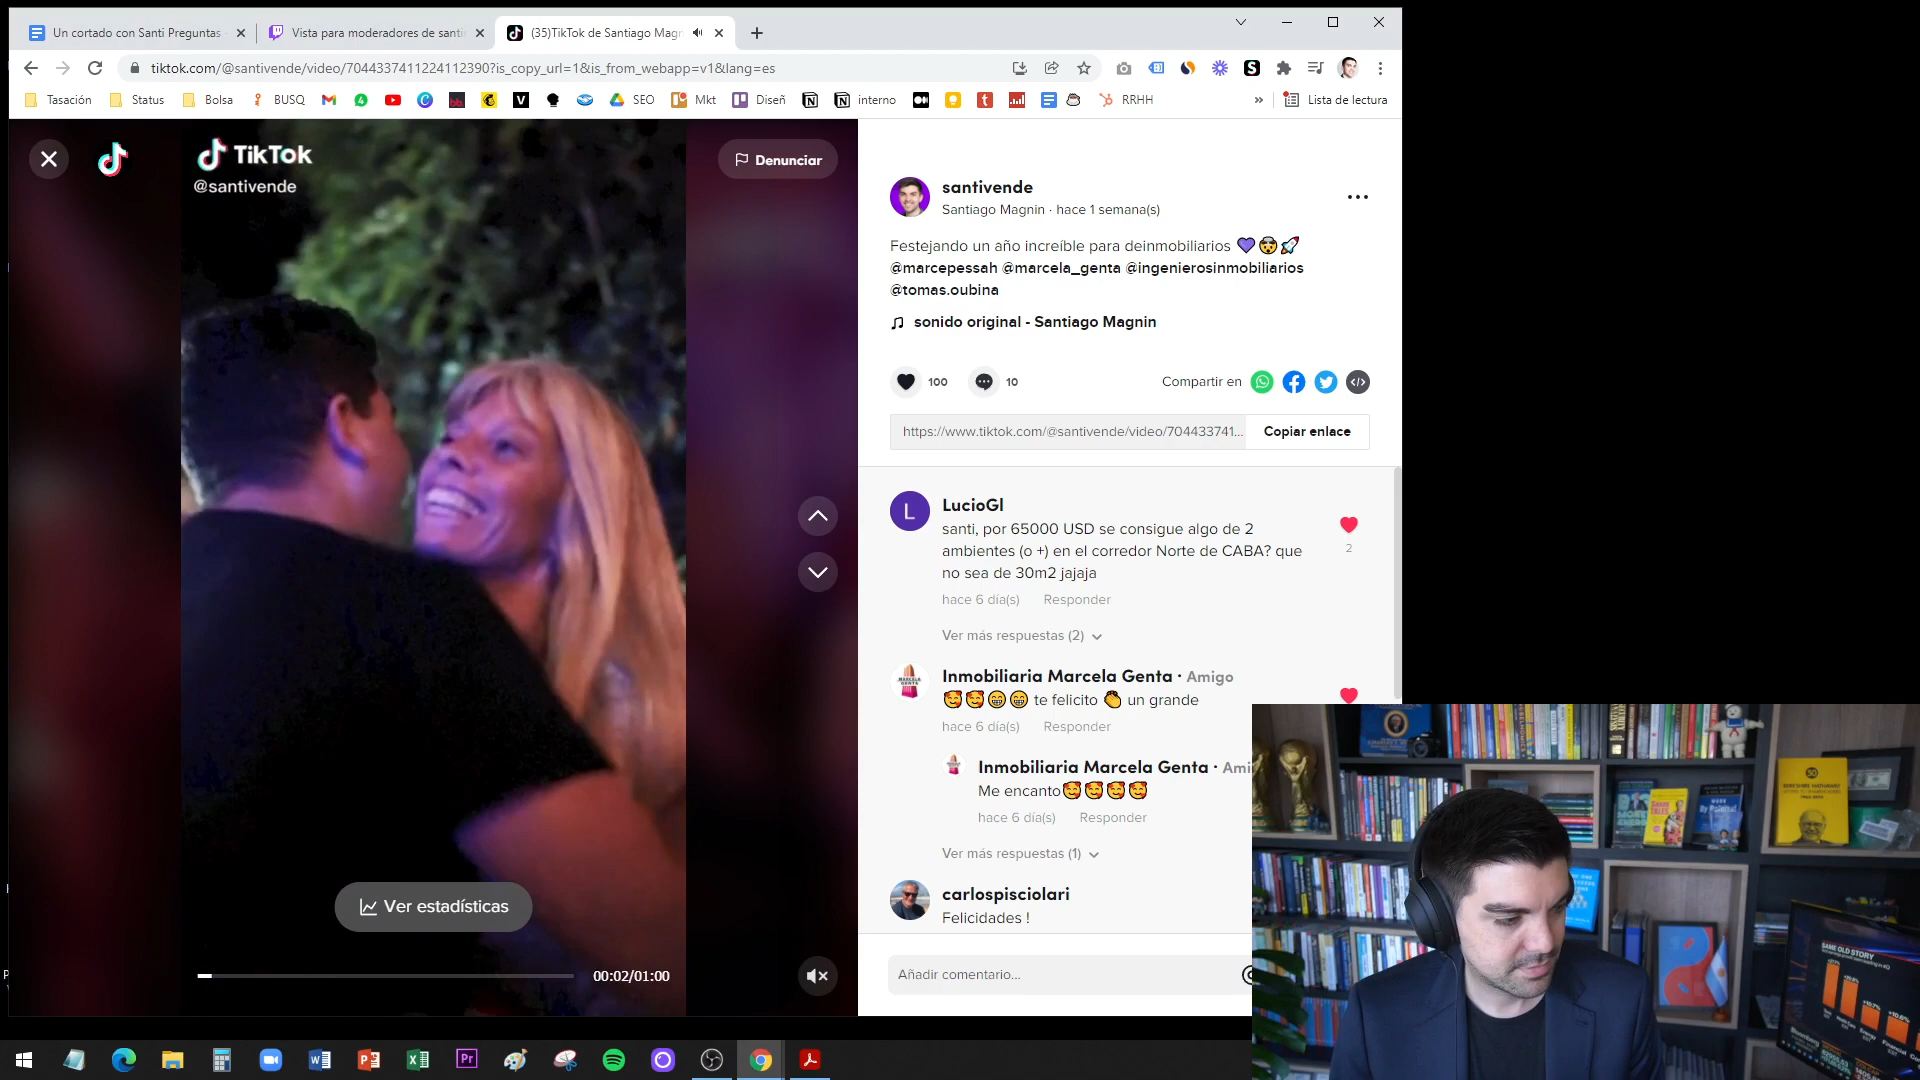 Un cortado con Santi Preguntas
Vista para moderadores de santi
(35)TikTok de Santiago Magn
tiktok.com/@santivende/video/7044337411224112390?is_copy_url=1&is_from_webapp=v1&lang=es
Tasación
Status
Bolsa
BUSQ
SEO
Mkt
Diseñ
interno
RRHH
»
Lista de lectura
TikTok
@santivende
Denunciar
santivende
Santiago Magnin · hace 1 semana(s)
Festejando un año increíble para deinmobiliarios 💜🤯🚀
@marcepessah @marcela_genta @ingenierosinmobiliarios
@tomas.oubina
sonido original - Santiago Magnin
100
10
Compartir en
https://www.tiktok.com/@santivende/video/704433741...
Copiar enlace
L
LucioGl
santi, por 65000 USD se consigue algo de 2
ambientes (o +) en el corredor Norte de CABA? que
no sea de 30m2 jajaja
2
hace 6 día(s)
Responder
Ver más respuestas (2)
Inmobiliaria Marcela Genta · Amigo
🥰🥰😁😁 te felicito 👏 un grande
hace 6 día(s)
Responder
Inmobiliaria Marcela Genta · Ami
Me encanto🥰🥰🥰🥰
hace 6 día(s)
Responder
Ver más respuestas (1)
carlospisciolari
Felicidades !
Ver estadísticas
00:02/01:00
Añadir comentario...
SAME OLD STORY